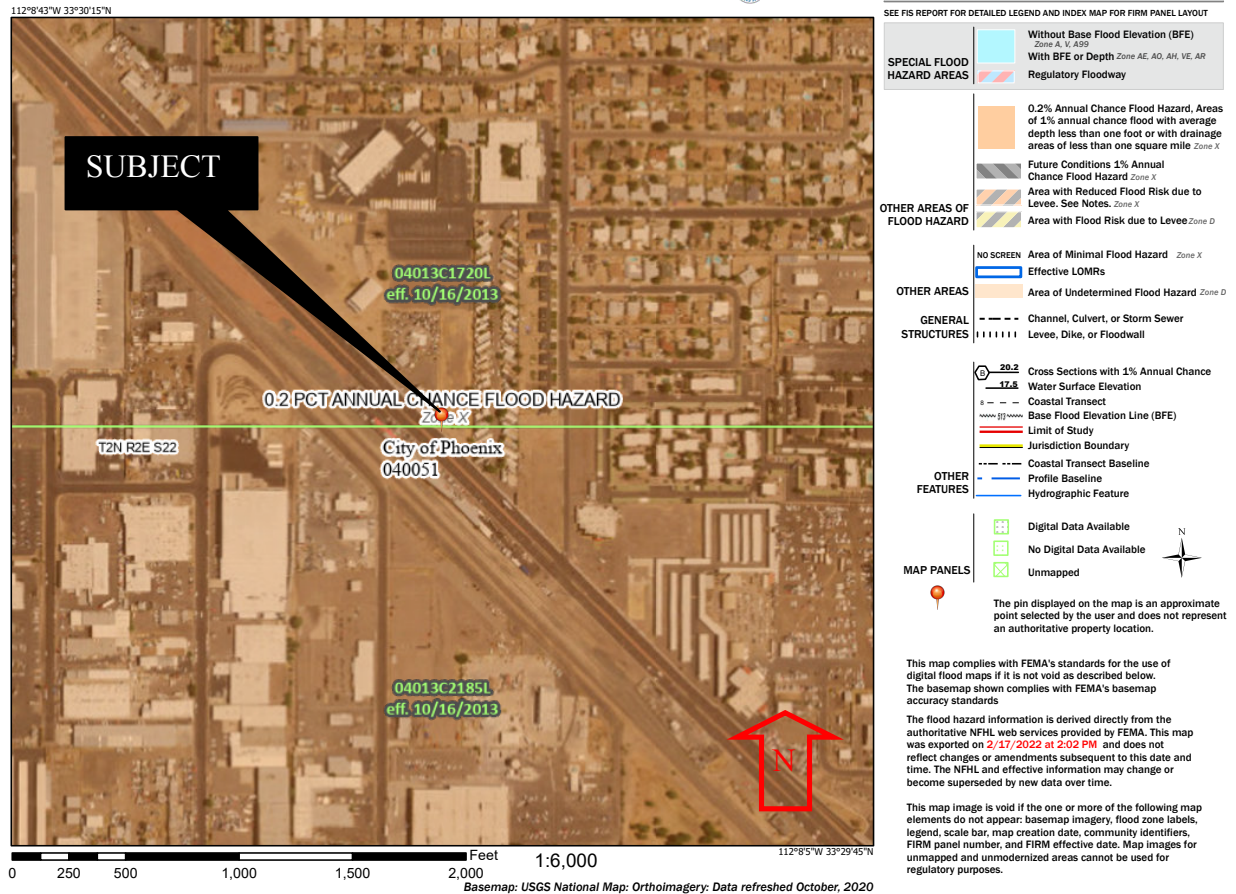 112°8'43"W 33°30'15"N
SUBJECT
04013C1720L
eff. 10/16/2013
0.2 PCT ANNUAL CHANCE FLOOD HAZARD
Zone X
T2N R2E S22
City of Phoenix
040051
04013C2185L
eff. 10/16/2013
N
112°8'5"W 33°29'45"N
Feet
1:6,000
0 250 500 1,000 1,500 2,000
Basemap: USGS National Map: Orthoimagery: Data refreshed October, 2020
SEE FIS REPORT FOR DETAILED LEGEND AND INDEX MAP FOR FIRM PANEL LAYOUT
SPECIAL FLOOD
HAZARD AREAS
Without Base Flood Elevation (BFE)
Zone A, V, A99
With BFE or Depth Zone AE, AO, AH, VE, AR
Regulatory Floodway
OTHER AREAS OF
FLOOD HAZARD
0.2% Annual Chance Flood Hazard, Areas
of 1% annual chance flood with average
depth less than one foot or with drainage
areas of less than one square mile Zone X
Future Conditions 1% Annual
Chance Flood Hazard Zone X
Area with Reduced Flood Risk due to
Levee. See Notes. Zone X
Area with Flood Risk due to Levee Zone D
OTHER AREAS
NO SCREEN Area of Minimal Flood Hazard Zone X
Effective LOMRs
Area of Undetermined Flood Hazard Zone D
GENERAL
STRUCTURES
Channel, Culvert, or Storm Sewer
Levee, Dike, or Floodwall
OTHER
FEATURES
B 20.2 Cross Sections with 1% Annual Chance
17.5 Water Surface Elevation
8 Coastal Transect
513 Base Flood Elevation Line (BFE)
Limit of Study
Jurisdiction Boundary
Coastal Transect Baseline
Profile Baseline
Hydrographic Feature
MAP PANELS
Digital Data Available
No Digital Data Available
Unmapped
N
The pin displayed on the map is an approximate
point selected by the user and does not represent
an authoritative property location.
This map complies with FEMA's standards for the use of
digital flood maps if it is not void as described below.
The basemap shown complies with FEMA's basemap
accuracy standards
The flood hazard information is derived directly from the
authoritative NFHL web services provided by FEMA. This map
was exported on 2/17/2022 at 2:02 PM and does not
reflect changes or amendments subsequent to this date and
time. The NFHL and effective information may change or
become superseded by new data over time.
This map image is void if the one or more of the following map
elements do not appear: basemap imagery, flood zone labels,
legend, scale bar, map creation date, community identifiers,
FIRM panel number, and FIRM effective date. Map images for
unmapped and unmodernized areas cannot be used for
regulatory purposes.